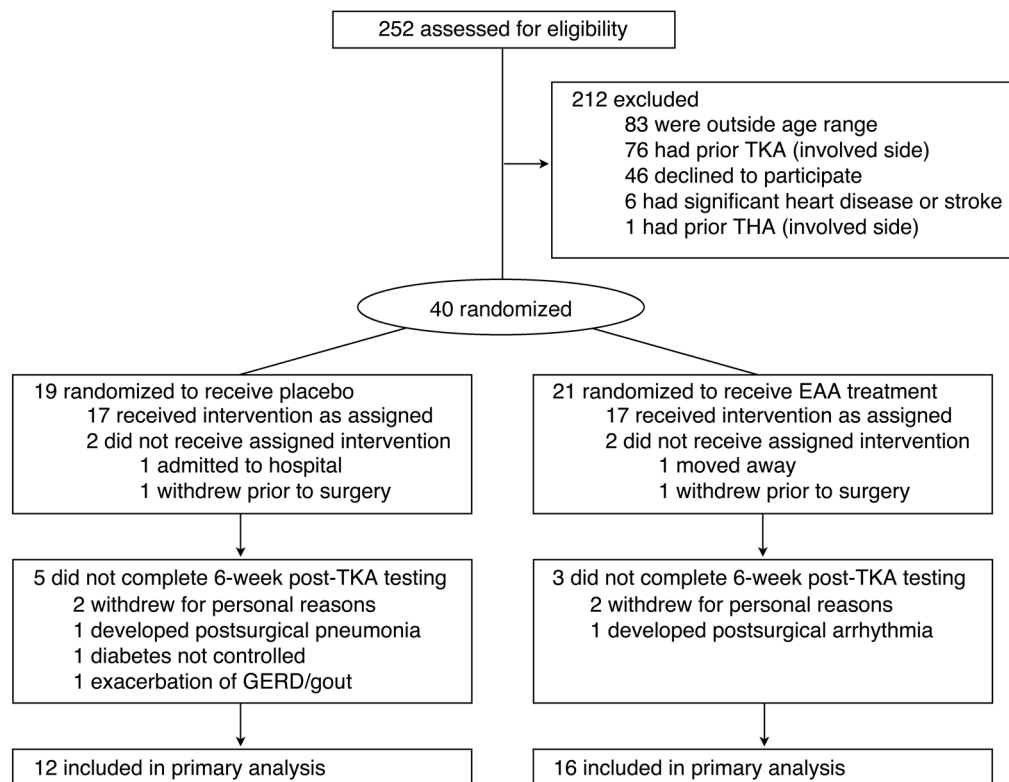 252 assessed for eligibility
212 excluded
83 were outside age range
76 had prior TKA (involved side)
46 declined to participate
6 had significant heart disease or stroke
1 had prior THA (involved side)
40 randomized
19 randomized to receive placebo
17 received intervention as assigned
2 did not receive assigned intervention
1 admitted to hospital
1 withdrew prior to surgery
21 randomized to receive EAA treatment
17 received intervention as assigned
2 did not receive assigned intervention
1 moved away
1 withdrew prior to surgery
5 did not complete 6-week post-TKA testing
2 withdrew for personal reasons
1 developed postsurgical pneumonia
1 diabetes not controlled
1 exacerbation of GERD/gout
3 did not complete 6-week post-TKA testing
2 withdrew for personal reasons
1 developed postsurgical arrhythmia
12 included in primary analysis
16 included in primary analysis